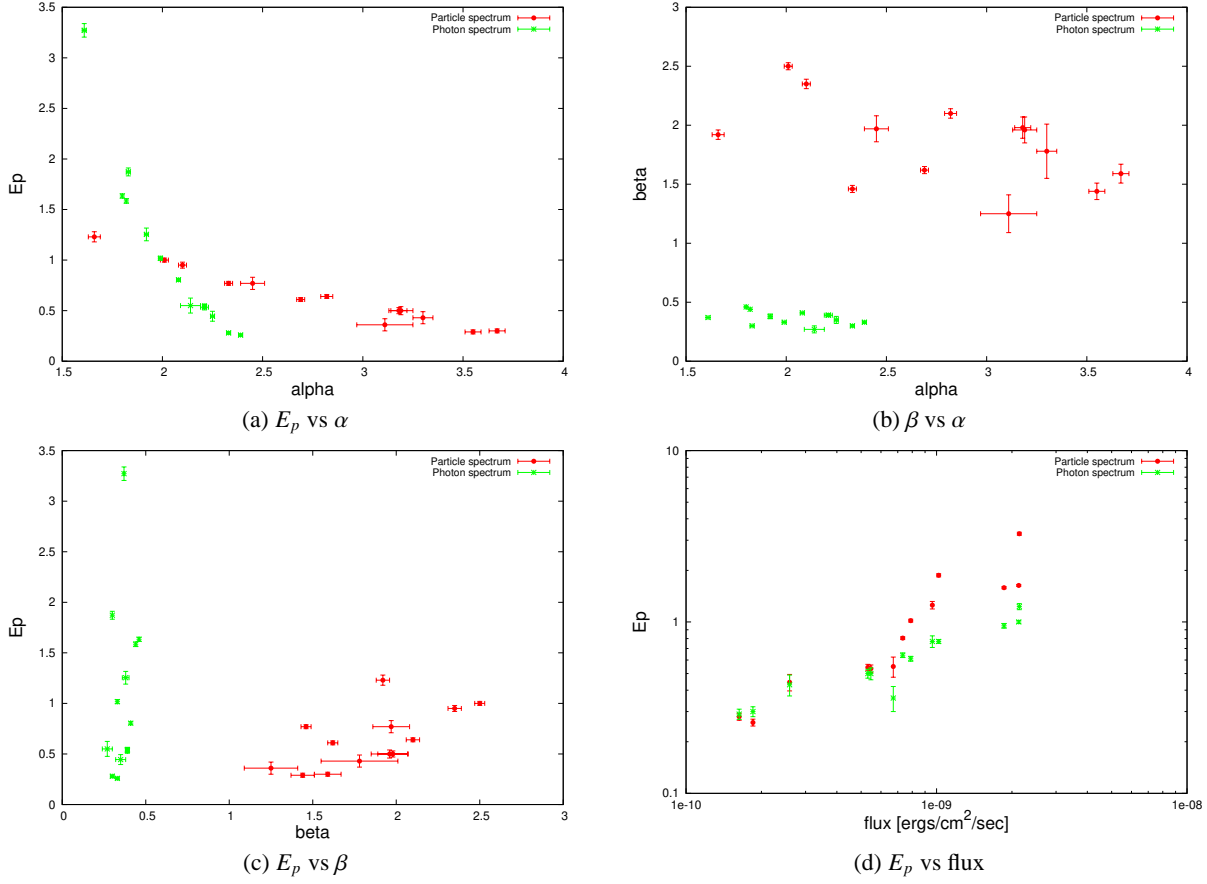 3.5
3
2.5
2
1.5
1
0.5
0
Ep
1.5 2 2.5 3 3.5 4
alpha
Particle spectrum
Photon spectrum
(a) E_p vs α
3
2.5
2
1.5
1
0.5
0
beta
1.5 2 2.5 3 3.5 4
alpha
Particle spectrum
Photon spectrum
(b) β vs α
3.5
3
2.5
2
1.5
1
0.5
0
Ep
0 0.5 1 1.5 2 2.5 3
beta
Particle spectrum
Photon spectrum
(c) E_p vs β
10
1
0.1
Ep
1e-10 1e-09 1e-08
flux [ergs/cm²/sec]
Particle spectrum
Photon spectrum
(d) E_p vs flux